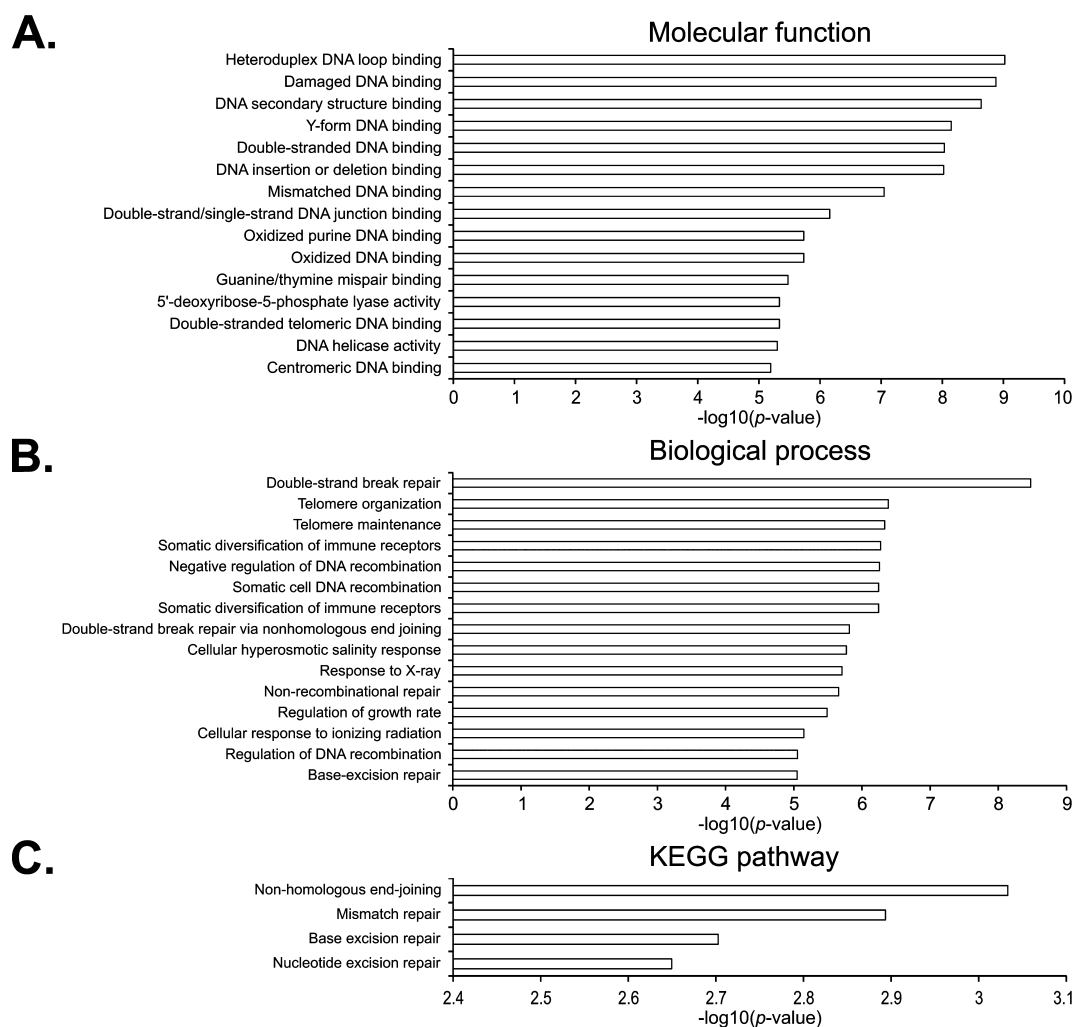 A.
Molecular function
Heteroduplex DNA loop binding
Damaged DNA binding
DNA secondary structure binding
Y-form DNA binding
Double-stranded DNA binding
DNA insertion or deletion binding
Mismatched DNA binding
Double-strand/single-strand DNA junction binding
Oxidized purine DNA binding
Oxidized DNA binding
Guanine/thymine mispair binding
5'-deoxyribose-5-phosphate lyase activity
Double-stranded telomeric DNA binding
DNA helicase activity
Centromeric DNA binding
0 1 2 3 4 5 6 7 8 9 10
-log10(p-value)
B.
Biological process
Double-strand break repair
Telomere organization
Telomere maintenance
Somatic diversification of immune receptors
Negative regulation of DNA recombination
Somatic cell DNA recombination
Somatic diversification of immune receptors
Double-strand break repair via nonhomologous end joining
Cellular hyperosmotic salinity response
Response to X-ray
Non-recombinational repair
Regulation of growth rate
Cellular response to ionizing radiation
Regulation of DNA recombination
Base-excision repair
0 1 2 3 4 5 6 7 8 9
-log10(p-value)
C.
KEGG pathway
Non-homologous end-joining
Mismatch repair
Base excision repair
Nucleotide excision repair
2.4 2.5 2.6 2.7 2.8 2.9 3 3.1
-log10(p-value)